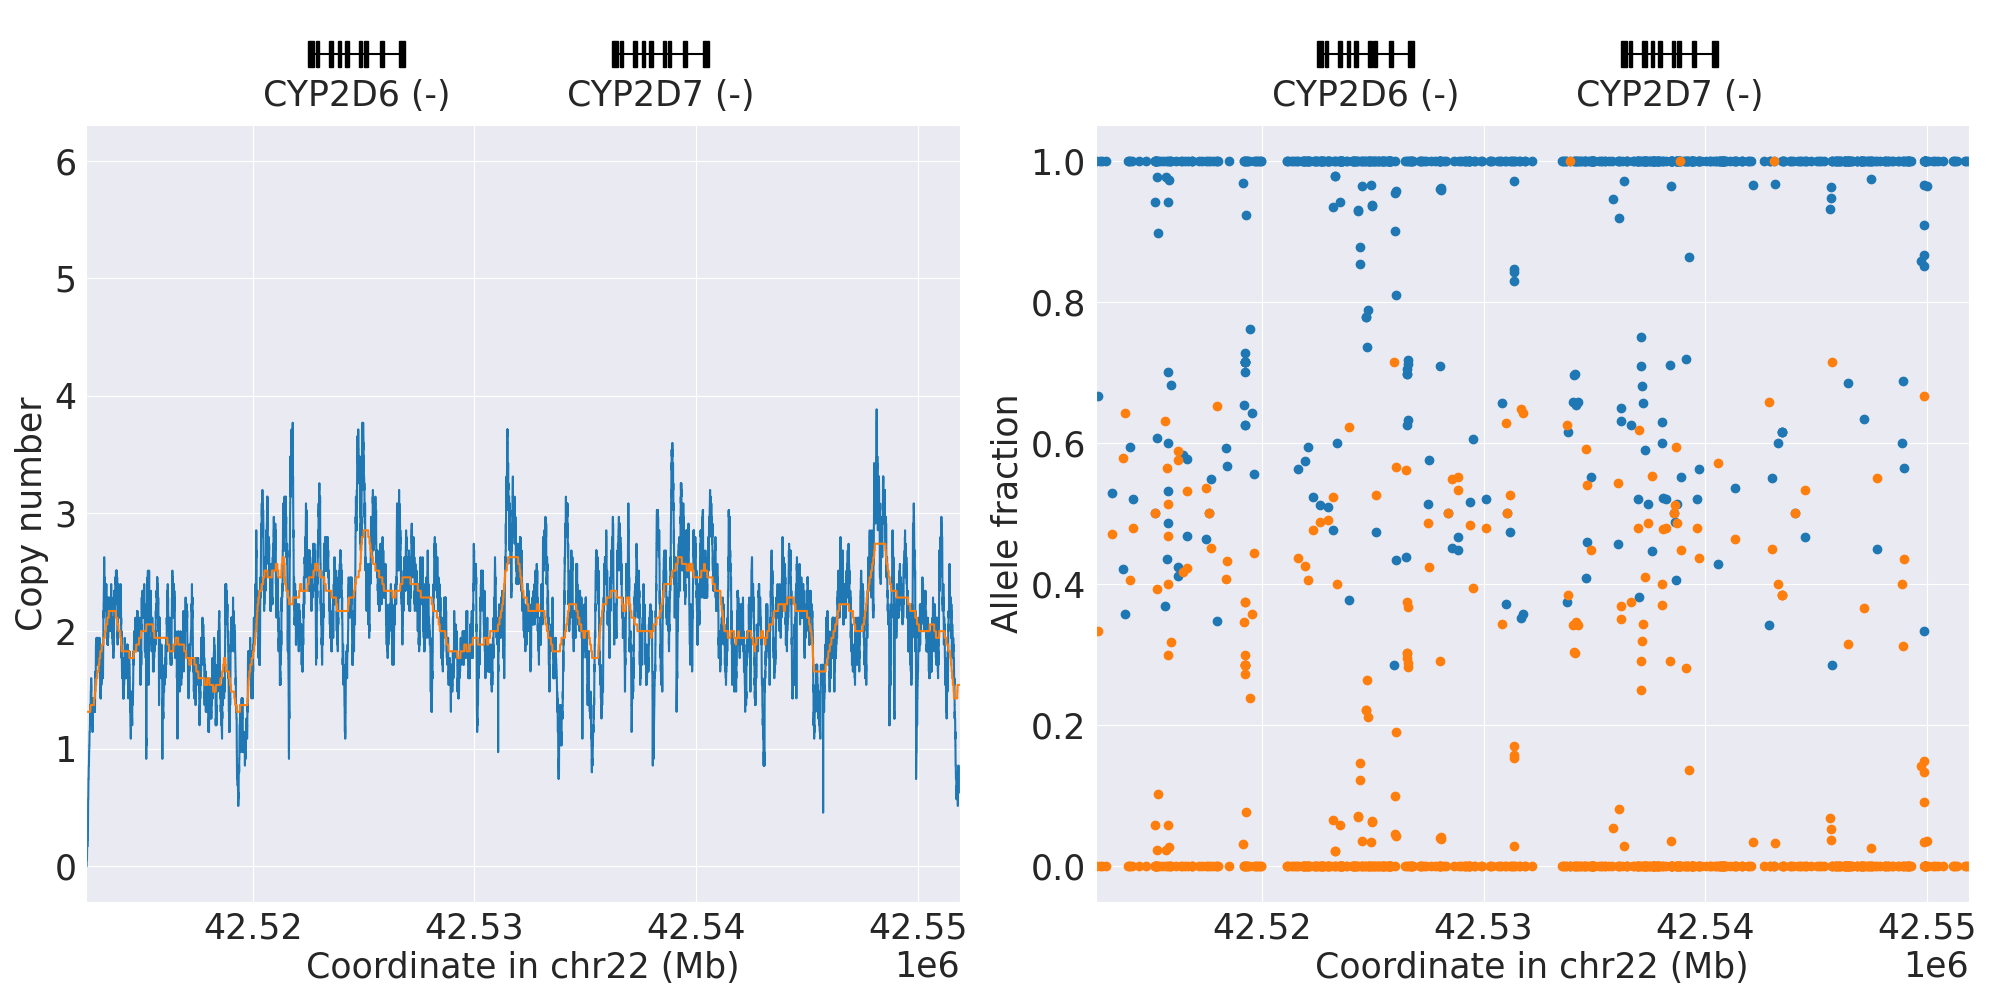 CYP2D6 (-) CYP2D7 (-)
CYP2D6 (-) CYP2D7 (-)
6
5
4
3
2
1
0
Copy number
42.52 42.53 42.54 42.55
Coordinate in chr22 (Mb) 1e6
1.0
0.8
0.6
0.4
0.2
0.0
Allele fraction
42.52 42.53 42.54 42.55
Coordinate in chr22 (Mb) 1e6